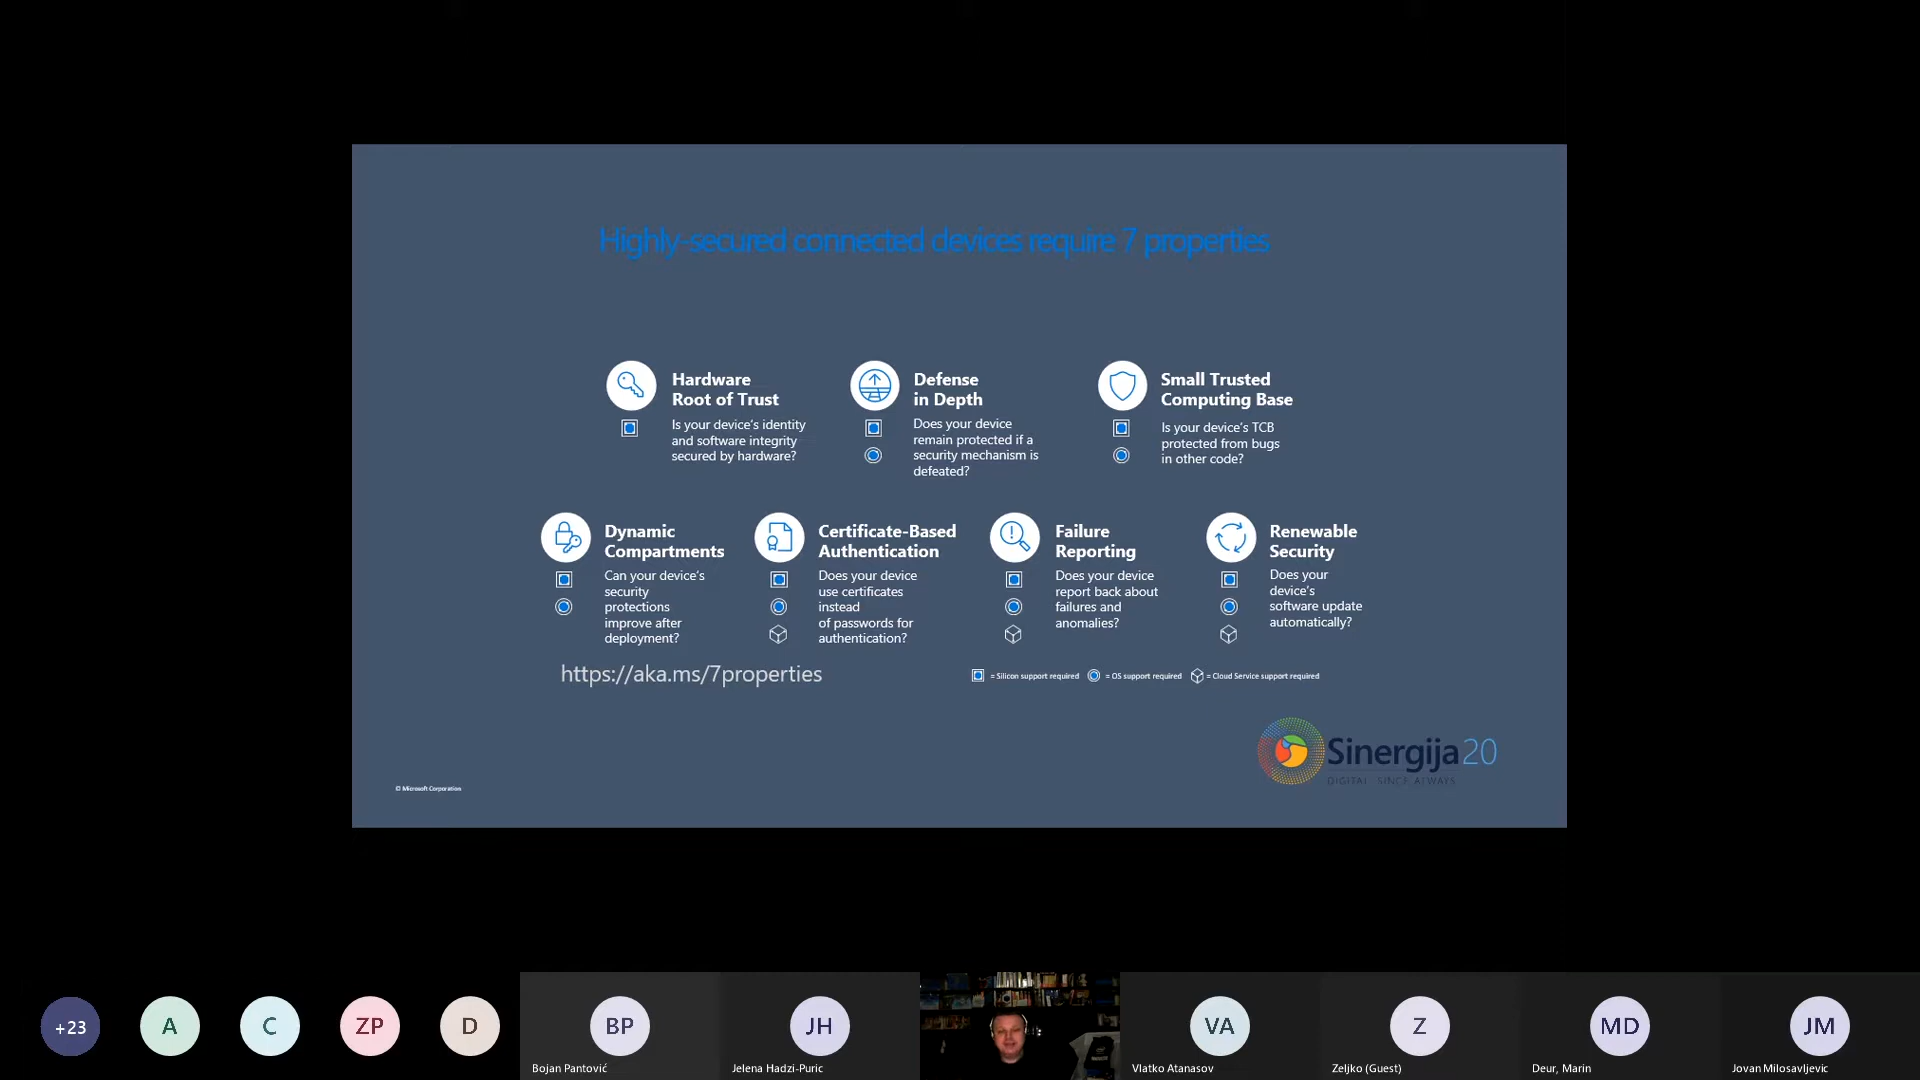 Highly-secured connected devices require 7 properties
Hardware
Root of Trust
Is your device's identity
and software integrity
secured by hardware?
Defense
in Depth
Does your device
remain protected if a
security mechanism is
defeated?
Small Trusted
Computing Base
Is your device's TCB
protected from bugs
in other code?
Dynamic
Compartments
Can your device's
security
protections
improve after
deployment?
Certificate-Based
Authentication
Does your device
use certificates
instead
of passwords for
authentication?
Failure
Reporting
Does your device
report back about
failures and
anomalies?
Renewable
Security
Does your
device's
software update
automatically?
https://aka.ms/7properties
= Silicon support required = OS support required = Cloud Service support required
Sinergija20
DIGITAL. SINCE ALWAYS.
© Microsoft Corporation
+23 A C ZP D BP JH VA Z MD JM
Bojan Pantović Jelena Hadzi-Puric Vlatko Atanasov Zeljko (Guest) Deur, Marin Jovan Milosavljevic